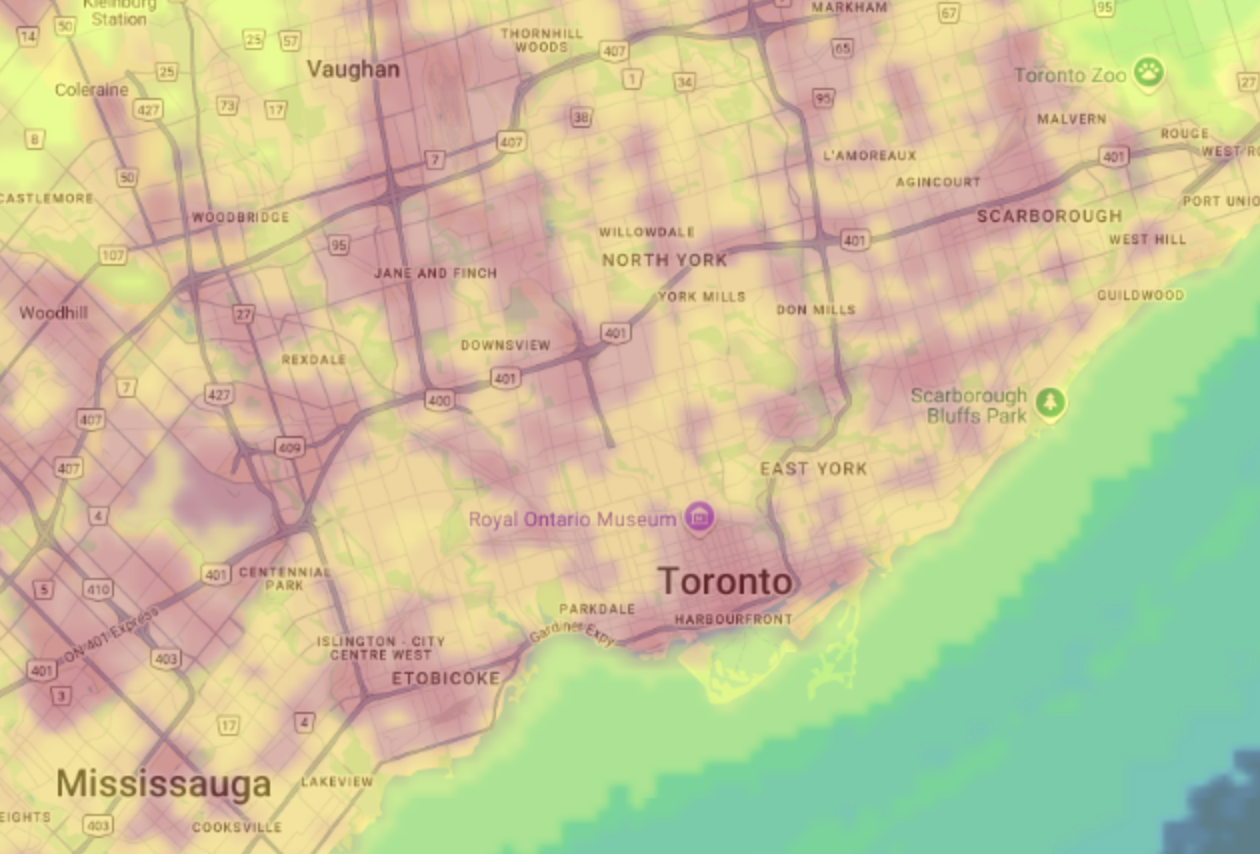 Kleinburg
Station
MARKHAM
67
95
14
50
25
57
THORNHILL
WOODS
407
65
Vaughan
1
34
Toronto Zoo
27
25
Coleraine
427
73
17
38
95
MALVERN
8
407
7
L'AMOREAUX
401
ROUGE
50
AGINCOURT
CASTLEMORE
WOODBRIDGE
SCARBOROUGH
95
WILLOWDALE
401
WEST HILL
107
NORTH YORK
JANE AND FINCH
YORK MILLS
GUILDWOOD
Woodhill
27
DON MILLS
401
REXDALE
DOWNSVIEW
401
7
427
400
Scarborough
Bluffs Park
407
409
407
EAST YORK
4
Royal Ontario Museum
401
CENTENNIAL
PARK
Toronto
5
410
PARKDALE
HARBOURFRONT
ON-401 Express
Gardiner Expy
ISLINGTON - CITY
CENTRE WEST
401
403
ETOBICOKE
3
17
4
Mississauga
LAKEVIEW
403
COOKSVILLE